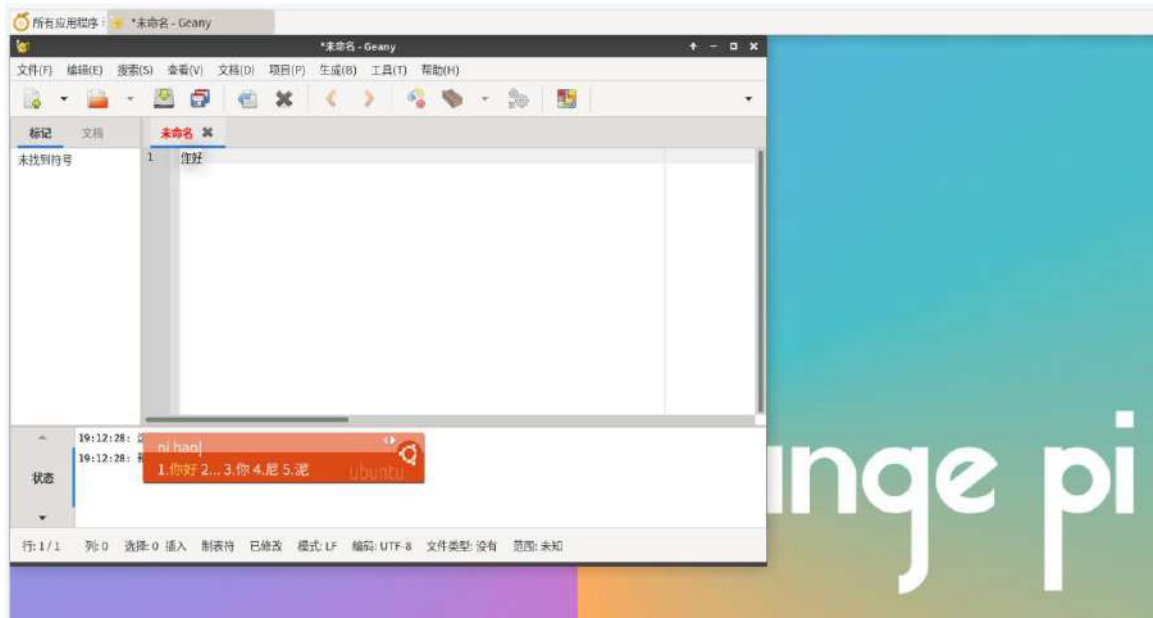 所有应用程序
*未命名 - Geany
*未命名 - Geany
文件(F) 编辑(E) 搜索(S) 查看(V) 文档(D) 项目(P) 生成(B) 工具(T) 帮助(H)
标记 文档
未命名
未找到符号
1 你好
19:12:28:
19:12:28:
状态
ni hao
1.你好 2... 3.你 4.尼 5.泥
ubuntu
行: 1 / 1 列: 0 选择: 0 插入 制表符 已修改 模式: LF 编码: UTF-8 文件类型: 没有 范围: 未知
nge pi